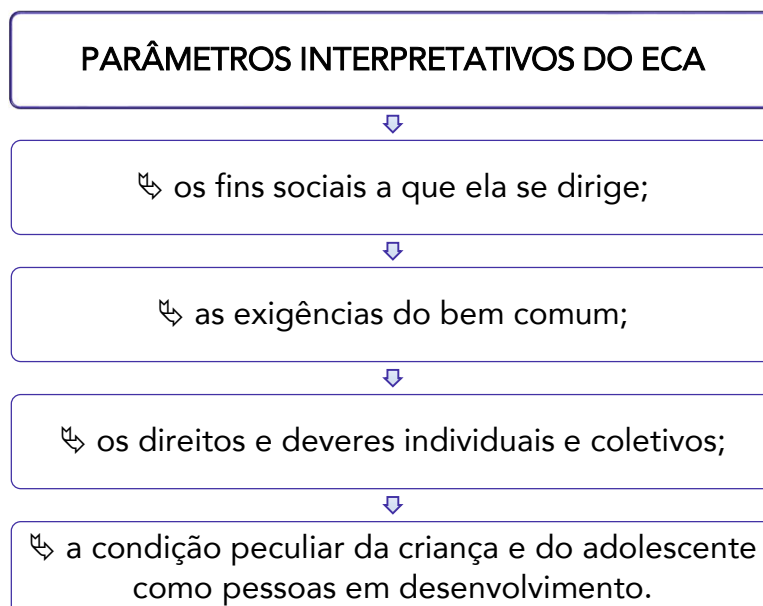 PARÂMETROS INTERPRETATIVOS DO ECA
↳ os fins sociais a que ela se dirige;
↳ as exigências do bem comum;
↳ os direitos e deveres individuais e coletivos;
↳ a condição peculiar da criança e do adolescente
como pessoas em desenvolvimento.